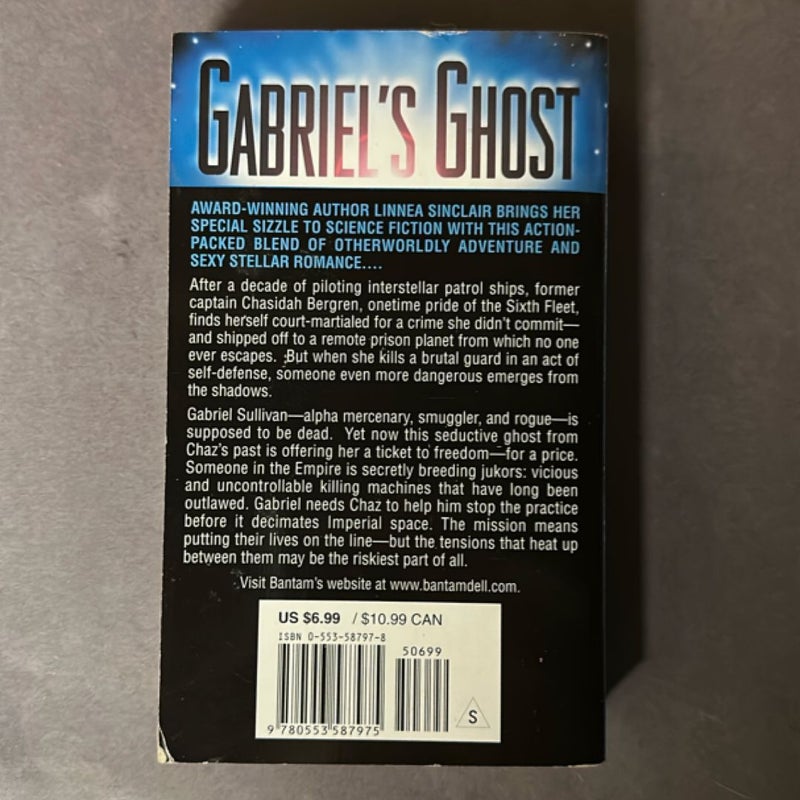 GABRIEL'S GHOST
AWARD-WINNING AUTHOR LINNEA SINCLAIR BRINGS HER
SPECIAL SIZZLE TO SCIENCE FICTION WITH THIS ACTION-
PACKED BLEND OF OTHERWORLDLY ADVENTURE AND
SEXY STELLAR ROMANCE....
After a decade of piloting interstellar patrol ships, former
captain Chasidah Bergren, onetime pride of the Sixth Fleet,
finds herself court-martialed for a crime she didn't commit—
and shipped off to a remote prison planet from which no one
ever escapes. But when she kills a brutal guard in an act of
self-defense, someone even more dangerous emerges from
the shadows.
Gabriel Sullivan—alpha mercenary, smuggler, and rogue—is
supposed to be dead. Yet now this seductive ghost from
Chaz's past is offering her a ticket to freedom—for a price.
Someone in the Empire is secretly breeding jukors: vicious
and uncontrollable killing machines that have long been
outlawed. Gabriel needs Chaz to help him stop the practice
before it decimates Imperial space. The mission means
putting their lives on the line—but the tensions that heat up
between them may be the riskiest part of all.
Visit Bantam's website at www.bantamdell.com.
US $6.99 / $10.99 CAN
ISBN 0-553-58797-8
50699
9 780553 587975
S